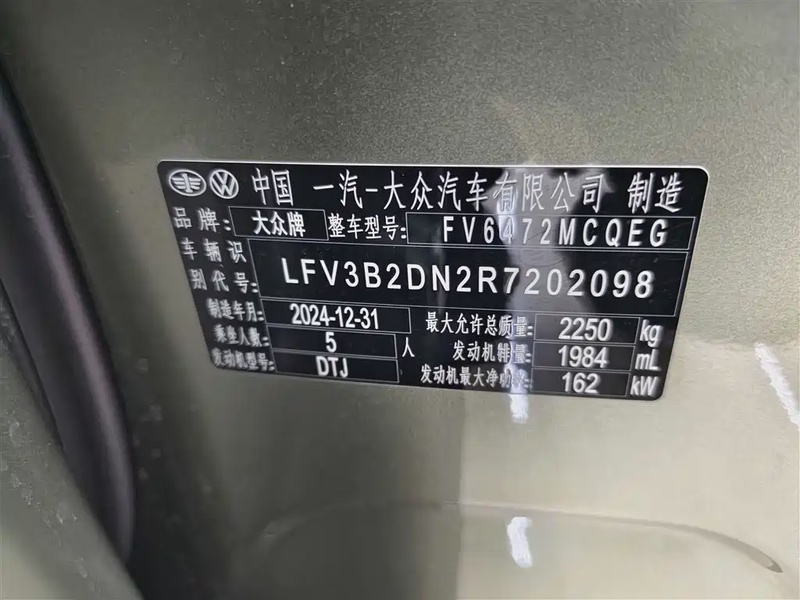 中国 一汽-大众汽车有限公司 制造
品牌: 大众牌 整车型号: FV6472MCQEG
车辆识别代号: LFV3B2DN2R7202098
制造年月: 2024-12-31 最大允许总质量: 2250 kg
乘坐人数: 5 人 发动机排量: 1984 mL
发动机型号: DTJ 发动机最大净功率: 162 kW